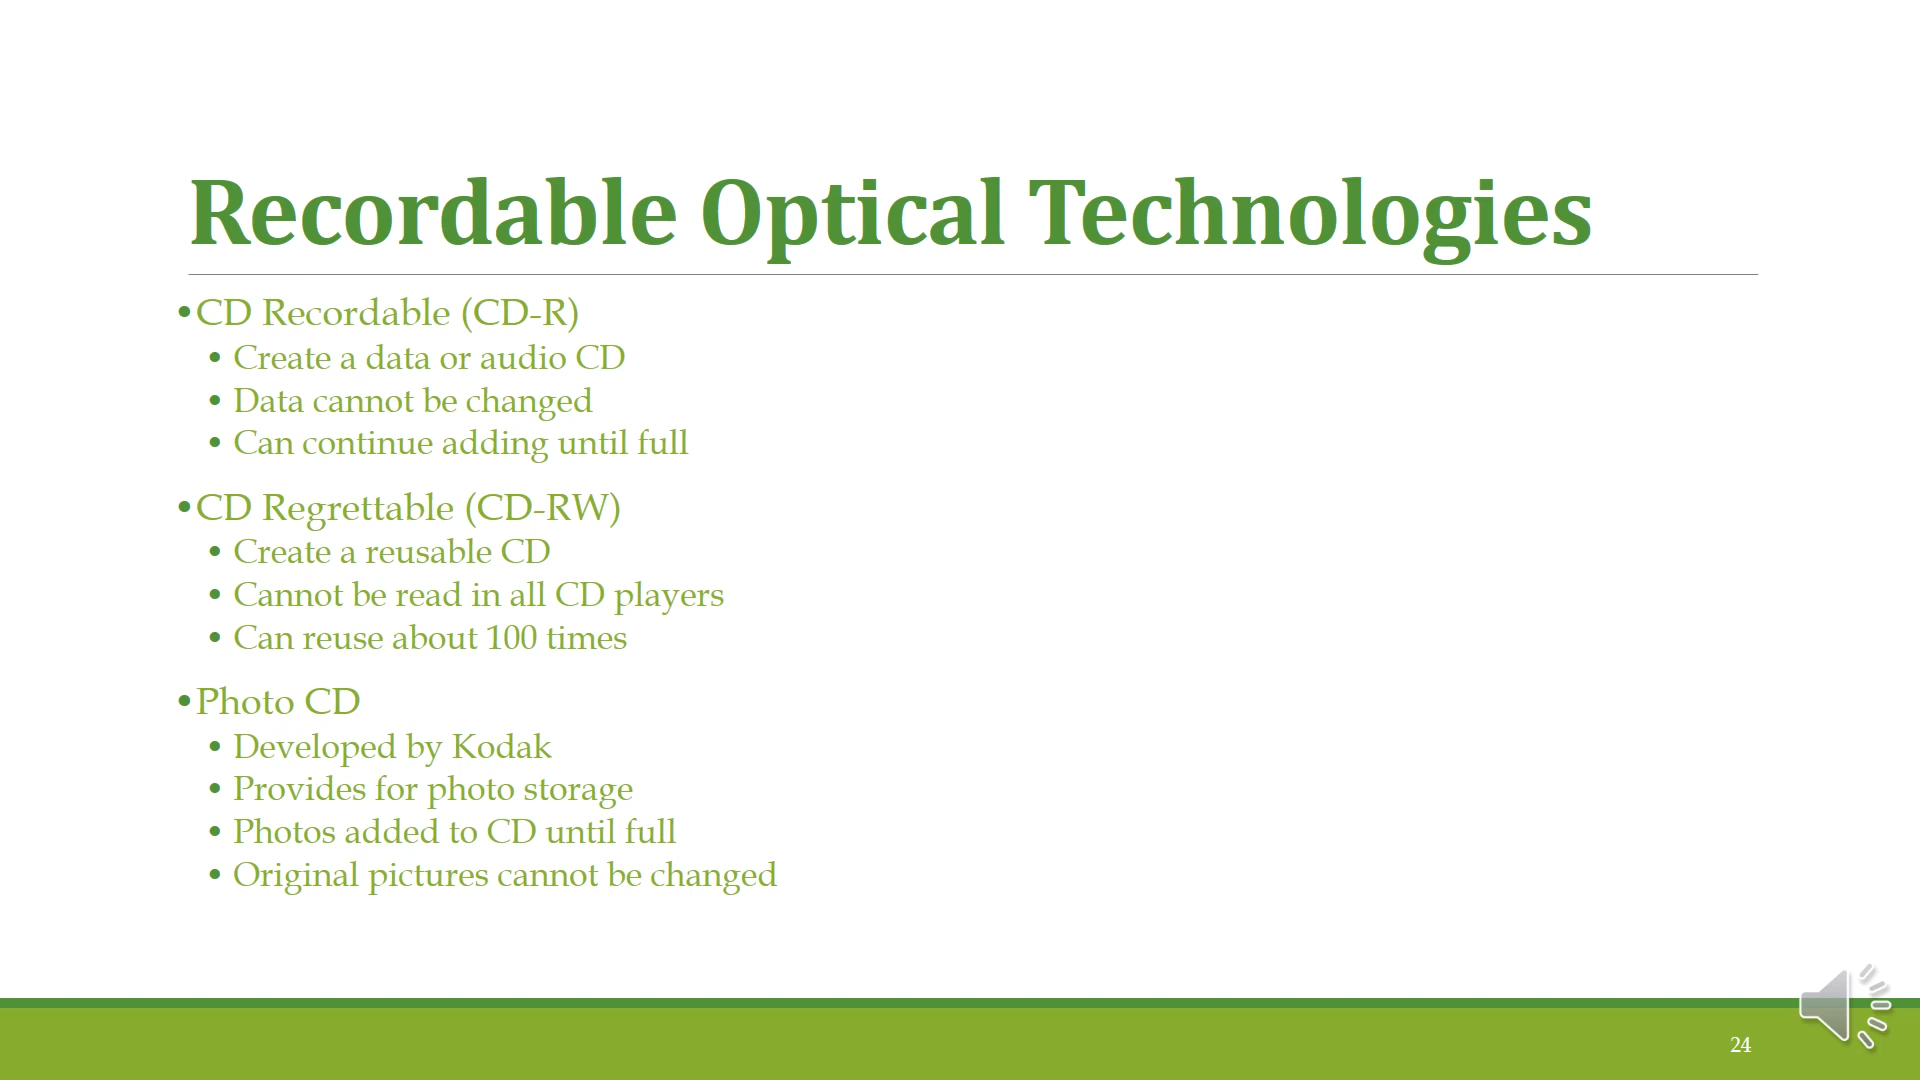 Recordable Optical Technologies
•CD Recordable (CD-R)
• Create a data or audio CD
• Data cannot be changed
• Can continue adding until full
•CD Regrettable (CD-RW)
• Create a reusable CD
• Cannot be read in all CD players
• Can reuse about 100 times
•Photo CD
• Developed by Kodak
• Provides for photo storage
• Photos added to CD until full
• Original pictures cannot be changed
24